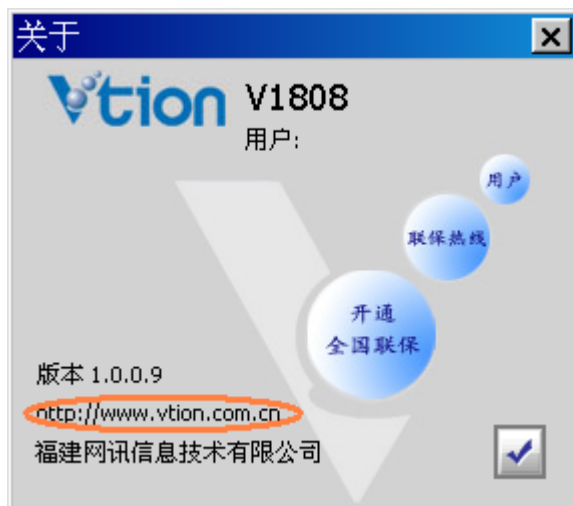 关于
Vtion V1808
用户:
用户
联保热线
开通
全国联保
版本 1.0.0.9
http://www.vtion.com.cn
福建网讯信息技术有限公司